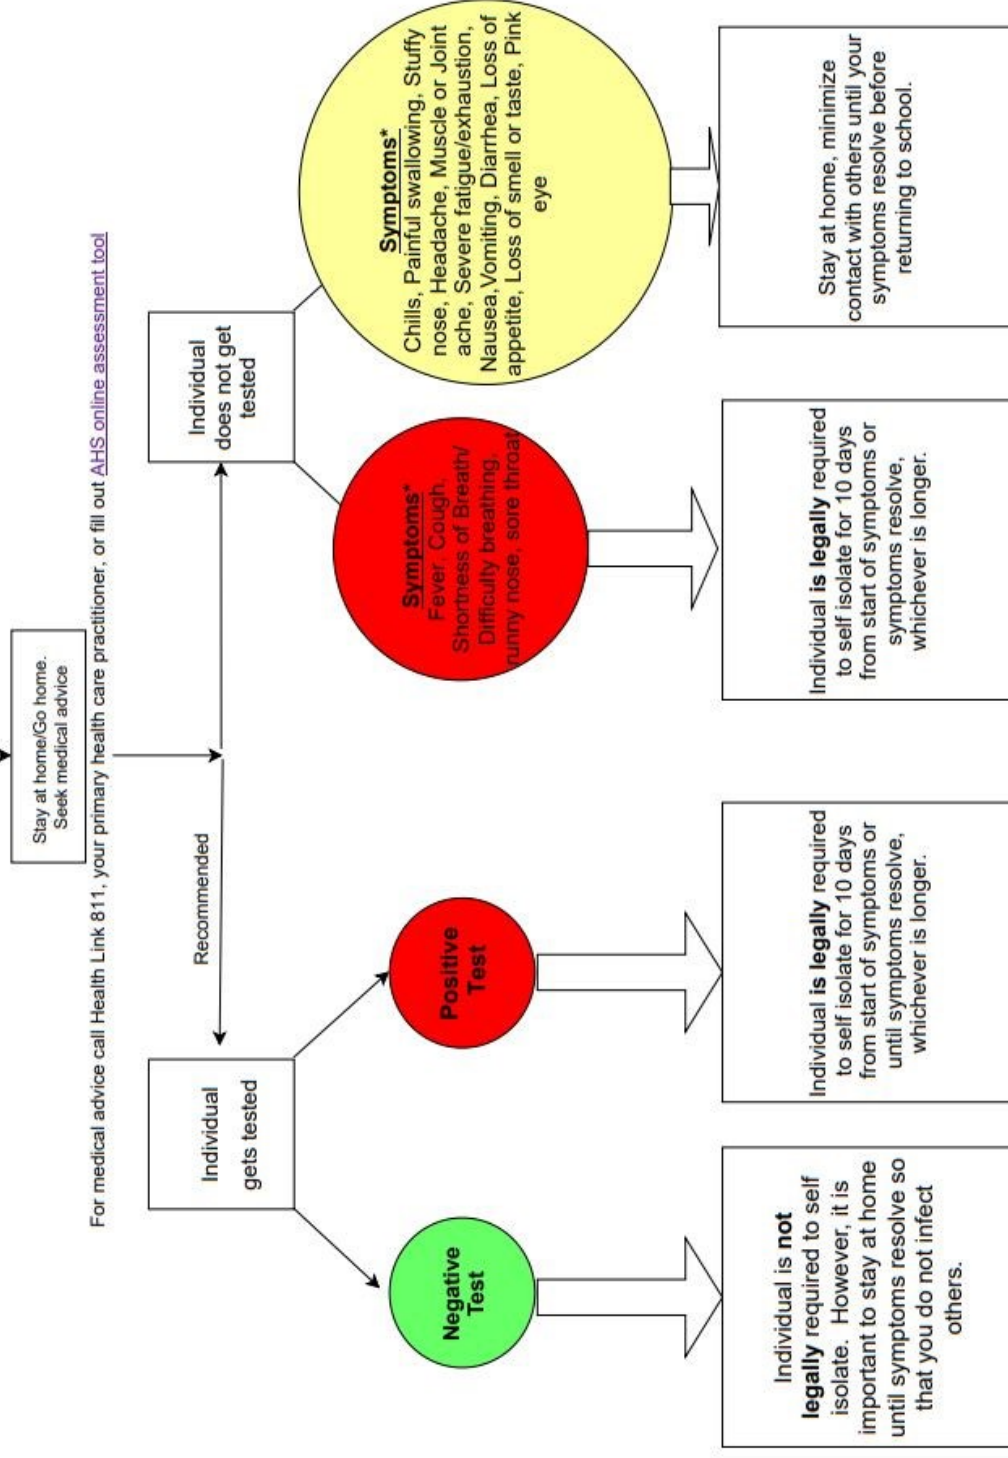 Stay at home/Go home.
Seek medical advice
For medical advice call Health Link 811, your primary health care practitioner, or fill out AHS online assessment tool
Recommended
Individual
gets tested
Individual
does not get
tested
Negative
Test
Positive
Test
Symptoms*
Fever, Cough,
Shortness of Breath/
Difficulty breathing,
runny nose, sore throat
Symptoms*
Chills, Painful swallowing, Stuffy
nose, Headache, Muscle or Joint
ache, Severe fatigue/exhaustion,
Nausea,Vomiting, Diarrhea, Loss of
appetite, Loss of smell or taste, Pink
eye
Individual is not
legally required to self
isolate. However, it is
important to stay at home
until symptoms resolve so
that you do not infect
others.
Individual is legally required
to self isolate for 10 days
from start of symptoms or
until symptoms resolve,
whichever is longer.
Individual is legally required
to self isolate for 10 days
from start of symptoms or
symptoms resolve,
whichever is longer.
Stay at home, minimize
contact with others until your
symptoms resolve before
returning to school.